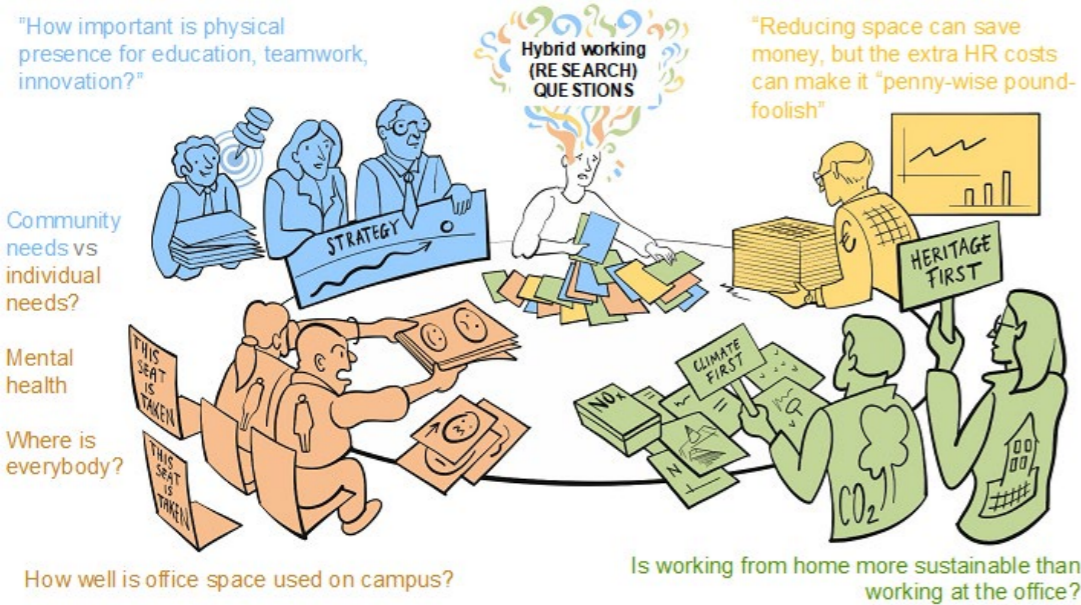 "How important is physical
presence for education, teamwork,
innovation?"
Hybrid working
(RESEARCH)
QUESTIONS
“Reducing space can save
money, but the extra HR costs
can make it “penny-wise pound-
foolish”
STRATEGY
€
HERITAGE
FIRST
Community
needs vs
individual
needs?
Mental
health
Where is
everybody?
THIS
SEAT
IS
TAKEN
THIS
SEAT
IS
TAKEN
CLIMATE
FIRST
NOx
CO2
How well is office space used on campus?
Is working from home more sustainable than
working at the office?